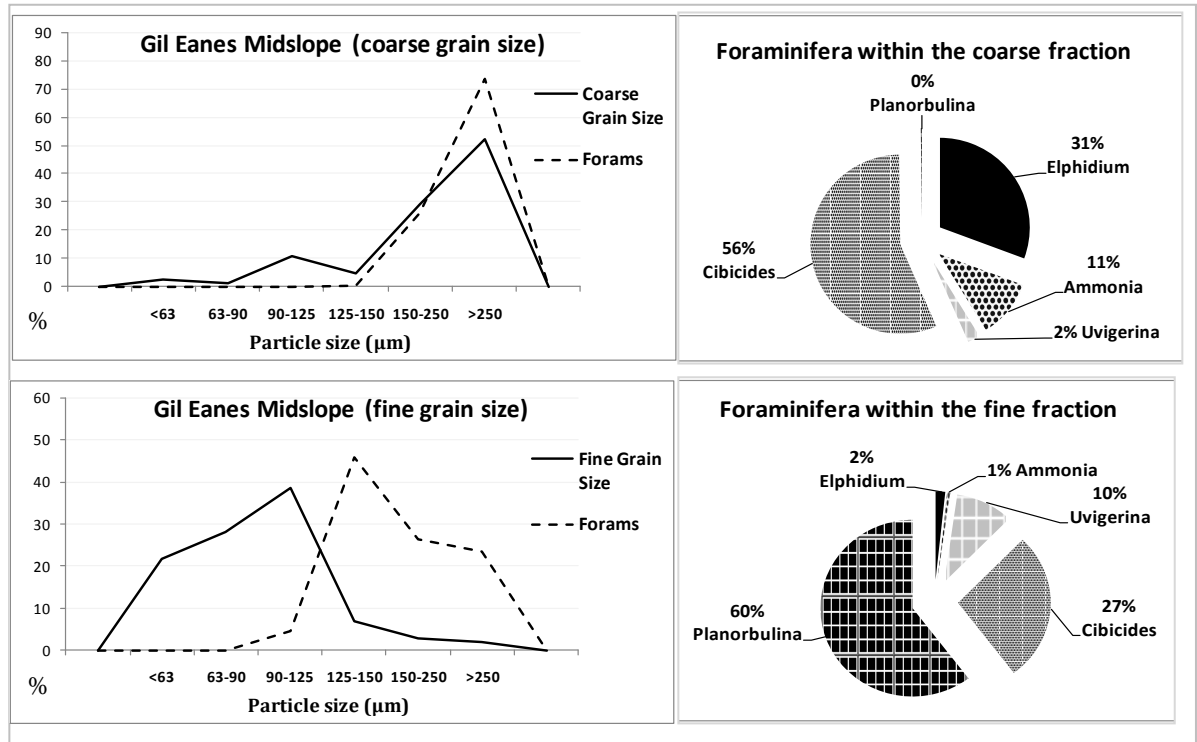 Gil Eanes Midslope (coarse grain size)
90
80
70
60
50
40
30
20
10
0
%
Coarse
Grain Size
Forams
<63 63-90 90-125 125-150 150-250 >250
Particle size (µm)
Foraminifera within the coarse fraction
0%
Planorbulina
31%
Elphidium
11%
Ammonia
2% Uvigerina
56%
Cibicides
Gil Eanes Midslope (fine grain size)
60
50
40
30
20
10
0
%
Fine Grain
Size
Forams
<63 63-90 90-125 125-150 150-250 >250
Particle size (µm)
Foraminifera within the fine fraction
2%
Elphidium
1% Ammonia
10%
Uvigerina
27%
Cibicides
60%
Planorbulina